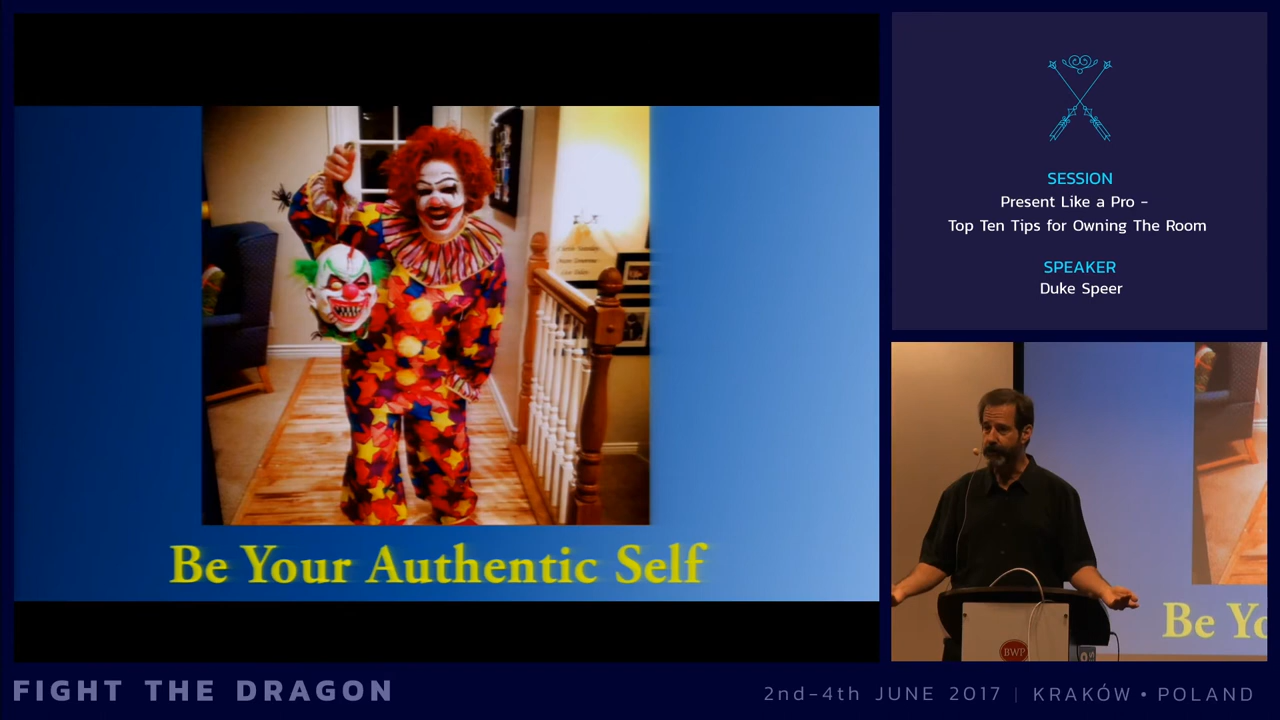 Be Your Authentic Self
SESSION
Present Like a Pro -
Top Ten Tips for Owning The Room
SPEAKER
Duke Speer
Be Yo
BWP
FIGHT THE DRAGON
2nd-4th JUNE 2017 | KRAKÓW • POLAND